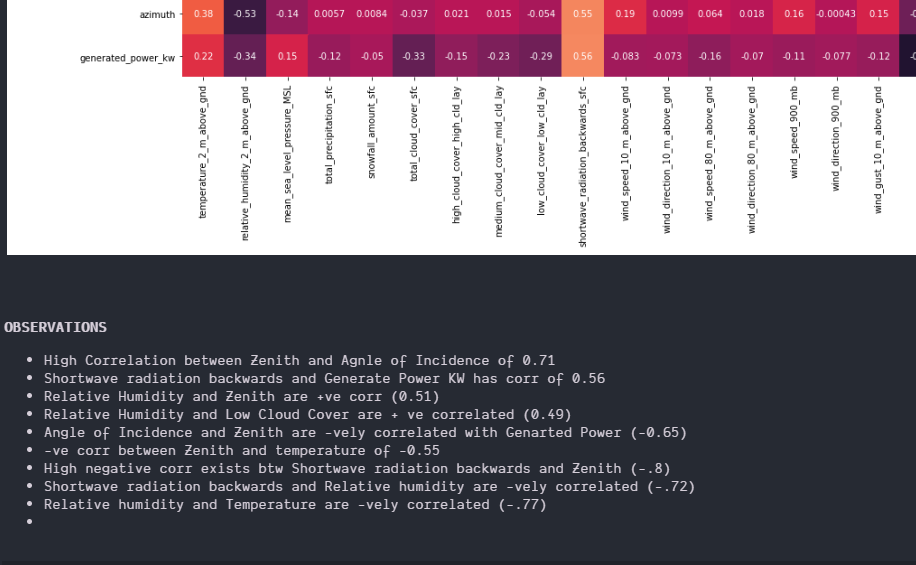 azimuth 0.38 -0.53 -0.14 0.0057 0.0084 -0.037 0.021 0.015 -0.054 0.55 0.19 0.0099 0.064 0.018 0.16 -0.00043 0.15
generated_power_kw 0.22 -0.34 0.15 -0.12 -0.05 -0.33 -0.15 -0.23 -0.29 0.56 -0.083 -0.073 -0.16 -0.07 -0.11 -0.077 -0.12
temperature_2_m_above_gnd
relative_humidity_2_m_above_gnd
mean_sea_level_pressure_MSL
total_precipitation_sfc
snowfall_amount_sfc
total_cloud_cover_sfc
high_cloud_cover_high_cld_lay
medium_cloud_cover_mid_cld_lay
low_cloud_cover_low_cld_lay
shortwave_radiation_backwards_sfc
wind_speed_10_m_above_gnd
wind_direction_10_m_above_gnd
wind_speed_80_m_above_gnd
wind_direction_80_m_above_gnd
wind_speed_900_mb
wind_direction_900_mb
wind_gust_10_m_above_gnd
OBSERVATIONS
• High Correlation between Zenith and Agnle of Incidence of 0.71
• Shortwave radiation backwards and Generate Power KW has corr of 0.56
• Relative Humidity and Zenith are +ve corr (0.51)
• Relative Humidity and Low Cloud Cover are + ve correlated (0.49)
• Angle of Incidence and Zenith are -vely correlated with Genarted Power (-0.65)
• -ve corr between Zenith and temperature of -0.55
• High negative corr exists btw Shortwave radiation backwards and Zenith (-.8)
• Shortwave radiation backwards and Relative humidity are -vely correlated (-.72)
• Relative humidity and Temperature are -vely correlated (-.77)
•